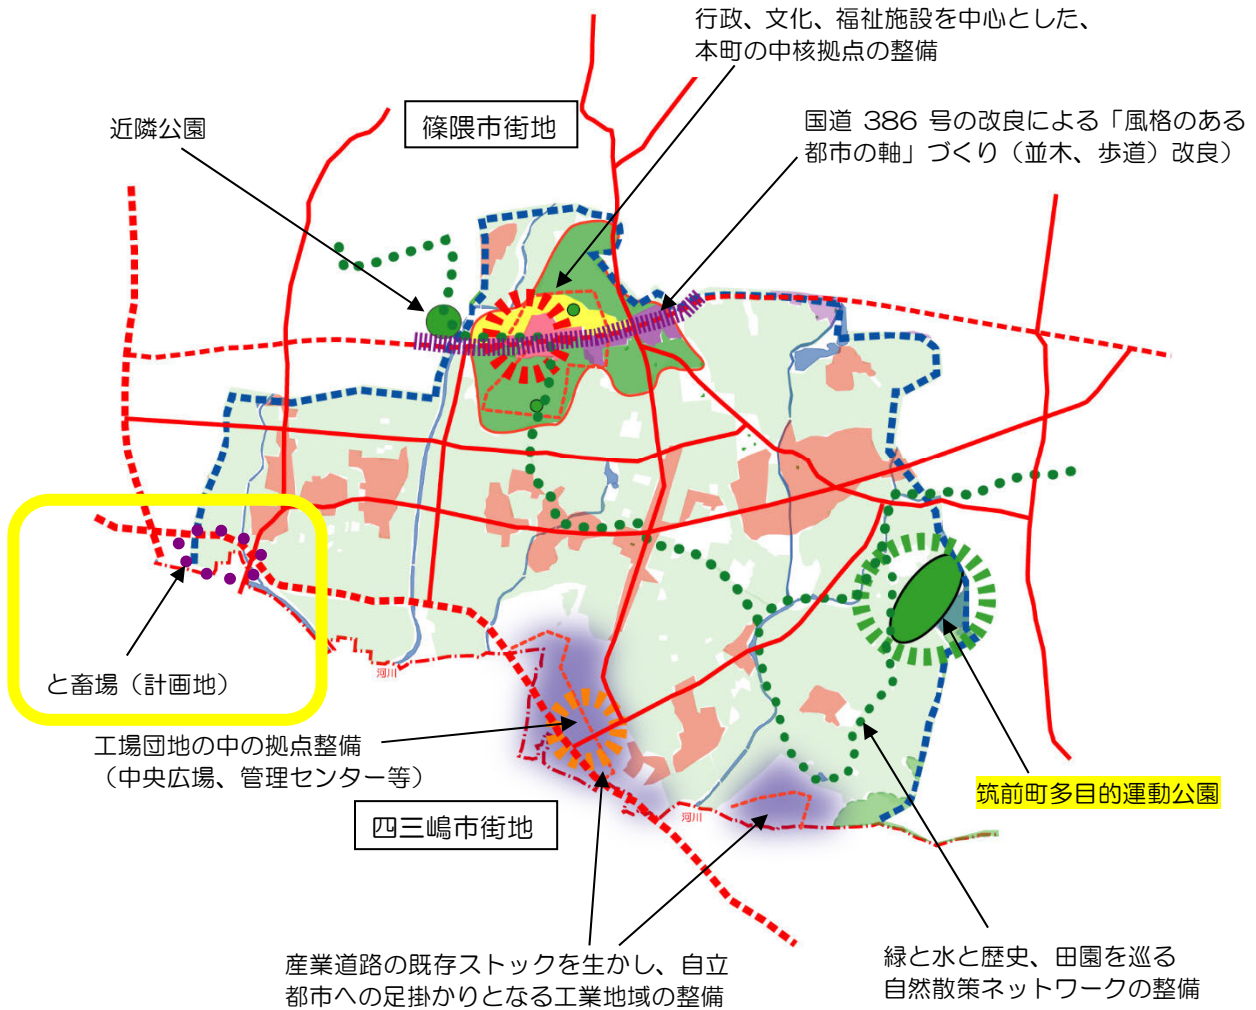 行政、文化、福祉施設を中心とした、
本町の中核拠点の整備
篠隈市街地
近隣公園
国道 386 号の改良による「風格のある
都市の軸」づくり（並木、歩道）改良）
と畜場（計画地）
河川
工場団地の中の拠点整備
（中央広場、管理センター等）
筑前町多目的運動公園
河川
四三嶋市街地
産業道路の既存ストックを生かし、自立
都市への足掛かりとなる工業地域の整備
緑と水と歴史、田園を巡る
自然散策ネットワークの整備